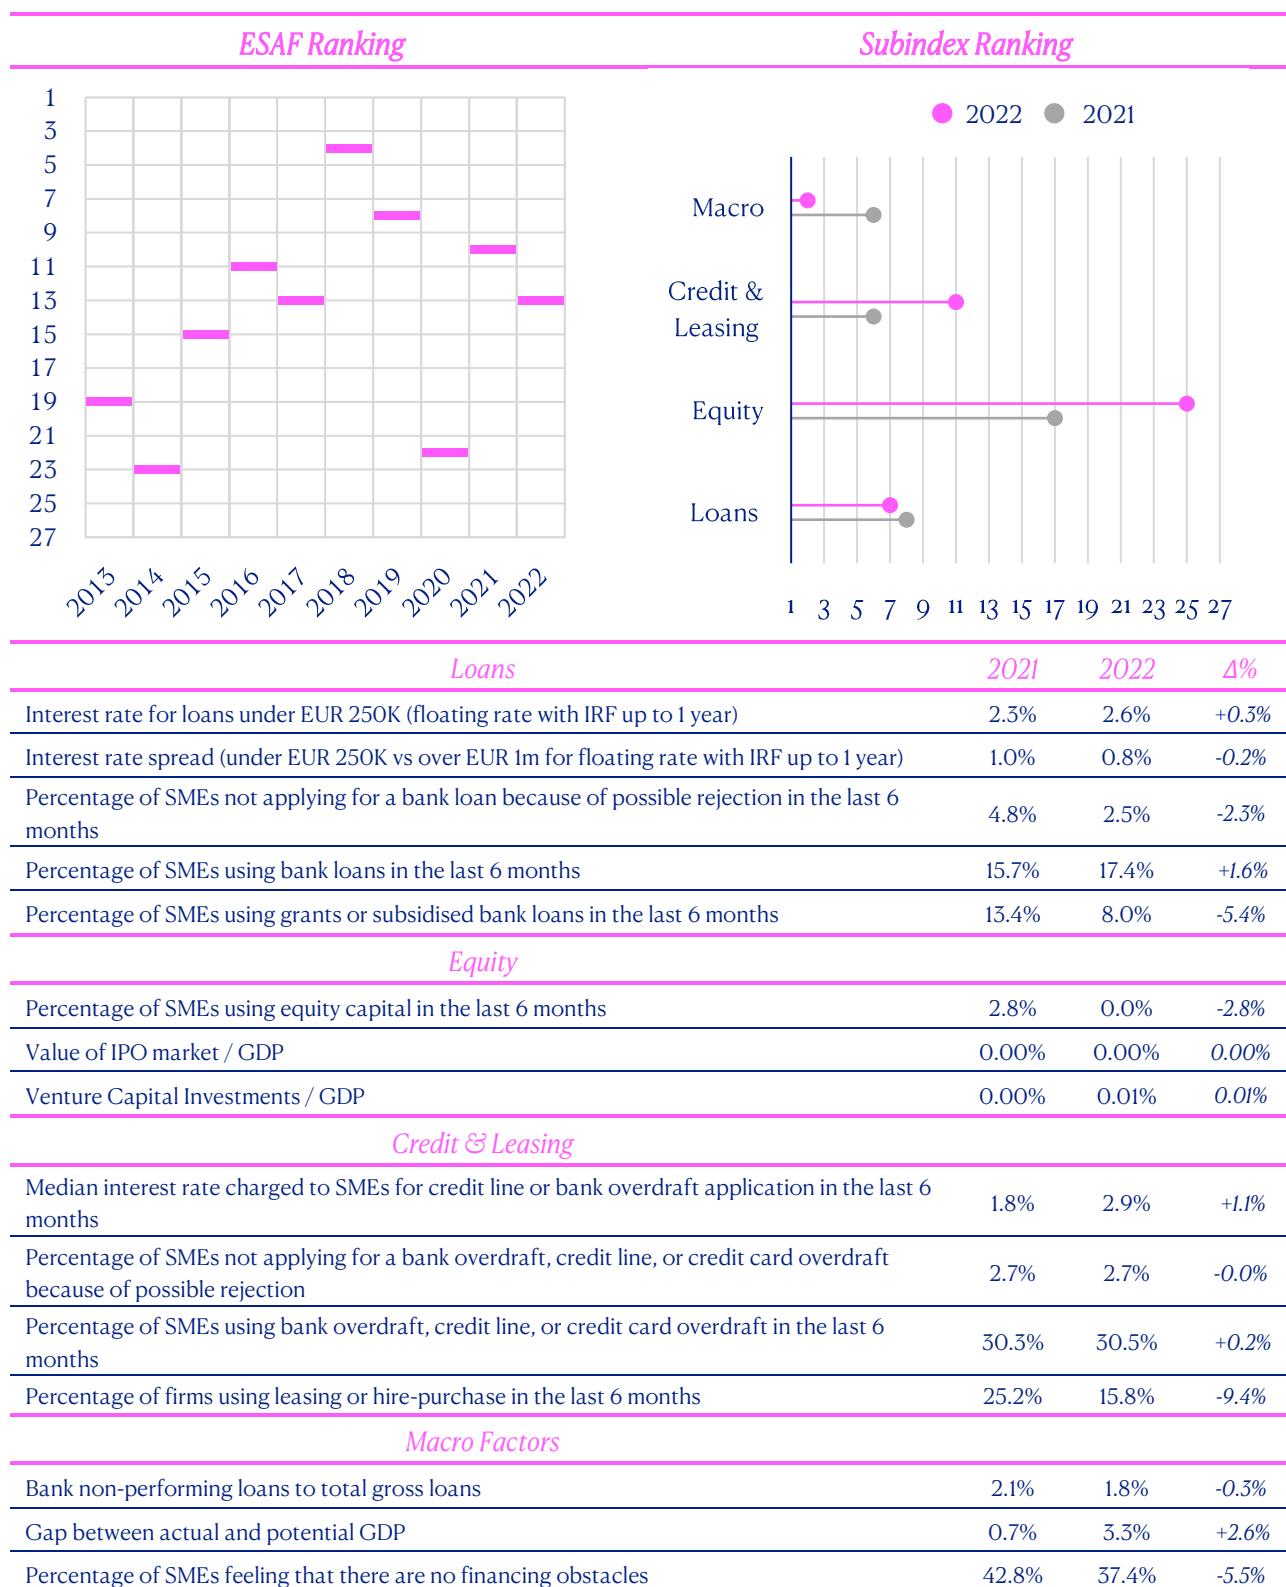 ESAF Ranking
Subindex Ranking
1
3
5
7
9
11
13
15
17
19
21
23
25
27
2013
2014
2015
2016
2017
2018
2019
2020
2021
2022
2022
2021
Macro
Credit &
Leasing
Equity
Loans
1 3 5 7 9 11 13 15 17 19 21 23 25 27
Loans 2021 2022 Δ%
Interest rate for loans under EUR 250K (floating rate with IRF up to 1 year) 2.3% 2.6% +0.3%
Interest rate spread (under EUR 250K vs over EUR 1m for floating rate with IRF up to 1 year) 1.0% 0.8% -0.2%
Percentage of SMEs not applying for a bank loan because of possible rejection in the last 6
months
4.8% 2.5% -2.3%
Percentage of SMEs using bank loans in the last 6 months 15.7% 17.4% +1.6%
Percentage of SMEs using grants or subsidised bank loans in the last 6 months 13.4% 8.0% -5.4%
Equity
Percentage of SMEs using equity capital in the last 6 months 2.8% 0.0% -2.8%
Value of IPO market / GDP 0.00% 0.00% 0.00%
Venture Capital Investments / GDP 0.00% 0.01% 0.01%
Credit & Leasing
Median interest rate charged to SMEs for credit line or bank overdraft application in the last 6
months
1.8% 2.9% +1.1%
Percentage of SMEs not applying for a bank overdraft, credit line, or credit card overdraft
because of possible rejection
2.7% 2.7% -0.0%
Percentage of SMEs using bank overdraft, credit line, or credit card overdraft in the last 6
months
30.3% 30.5% +0.2%
Percentage of firms using leasing or hire-purchase in the last 6 months 25.2% 15.8% -9.4%
Macro Factors
Bank non-performing loans to total gross loans 2.1% 1.8% -0.3%
Gap between actual and potential GDP 0.7% 3.3% +2.6%
Percentage of SMEs feeling that there are no financing obstacles 42.8% 37.4% -5.5%